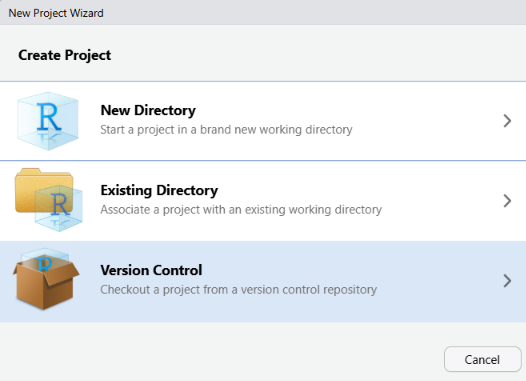 New Project Wizard
Create Project
R
New Directory
Start a project in a brand new working directory
R
Existing Directory
Associate a project with an existing working directory
R
Version Control
Checkout a project from a version control repository
Cancel